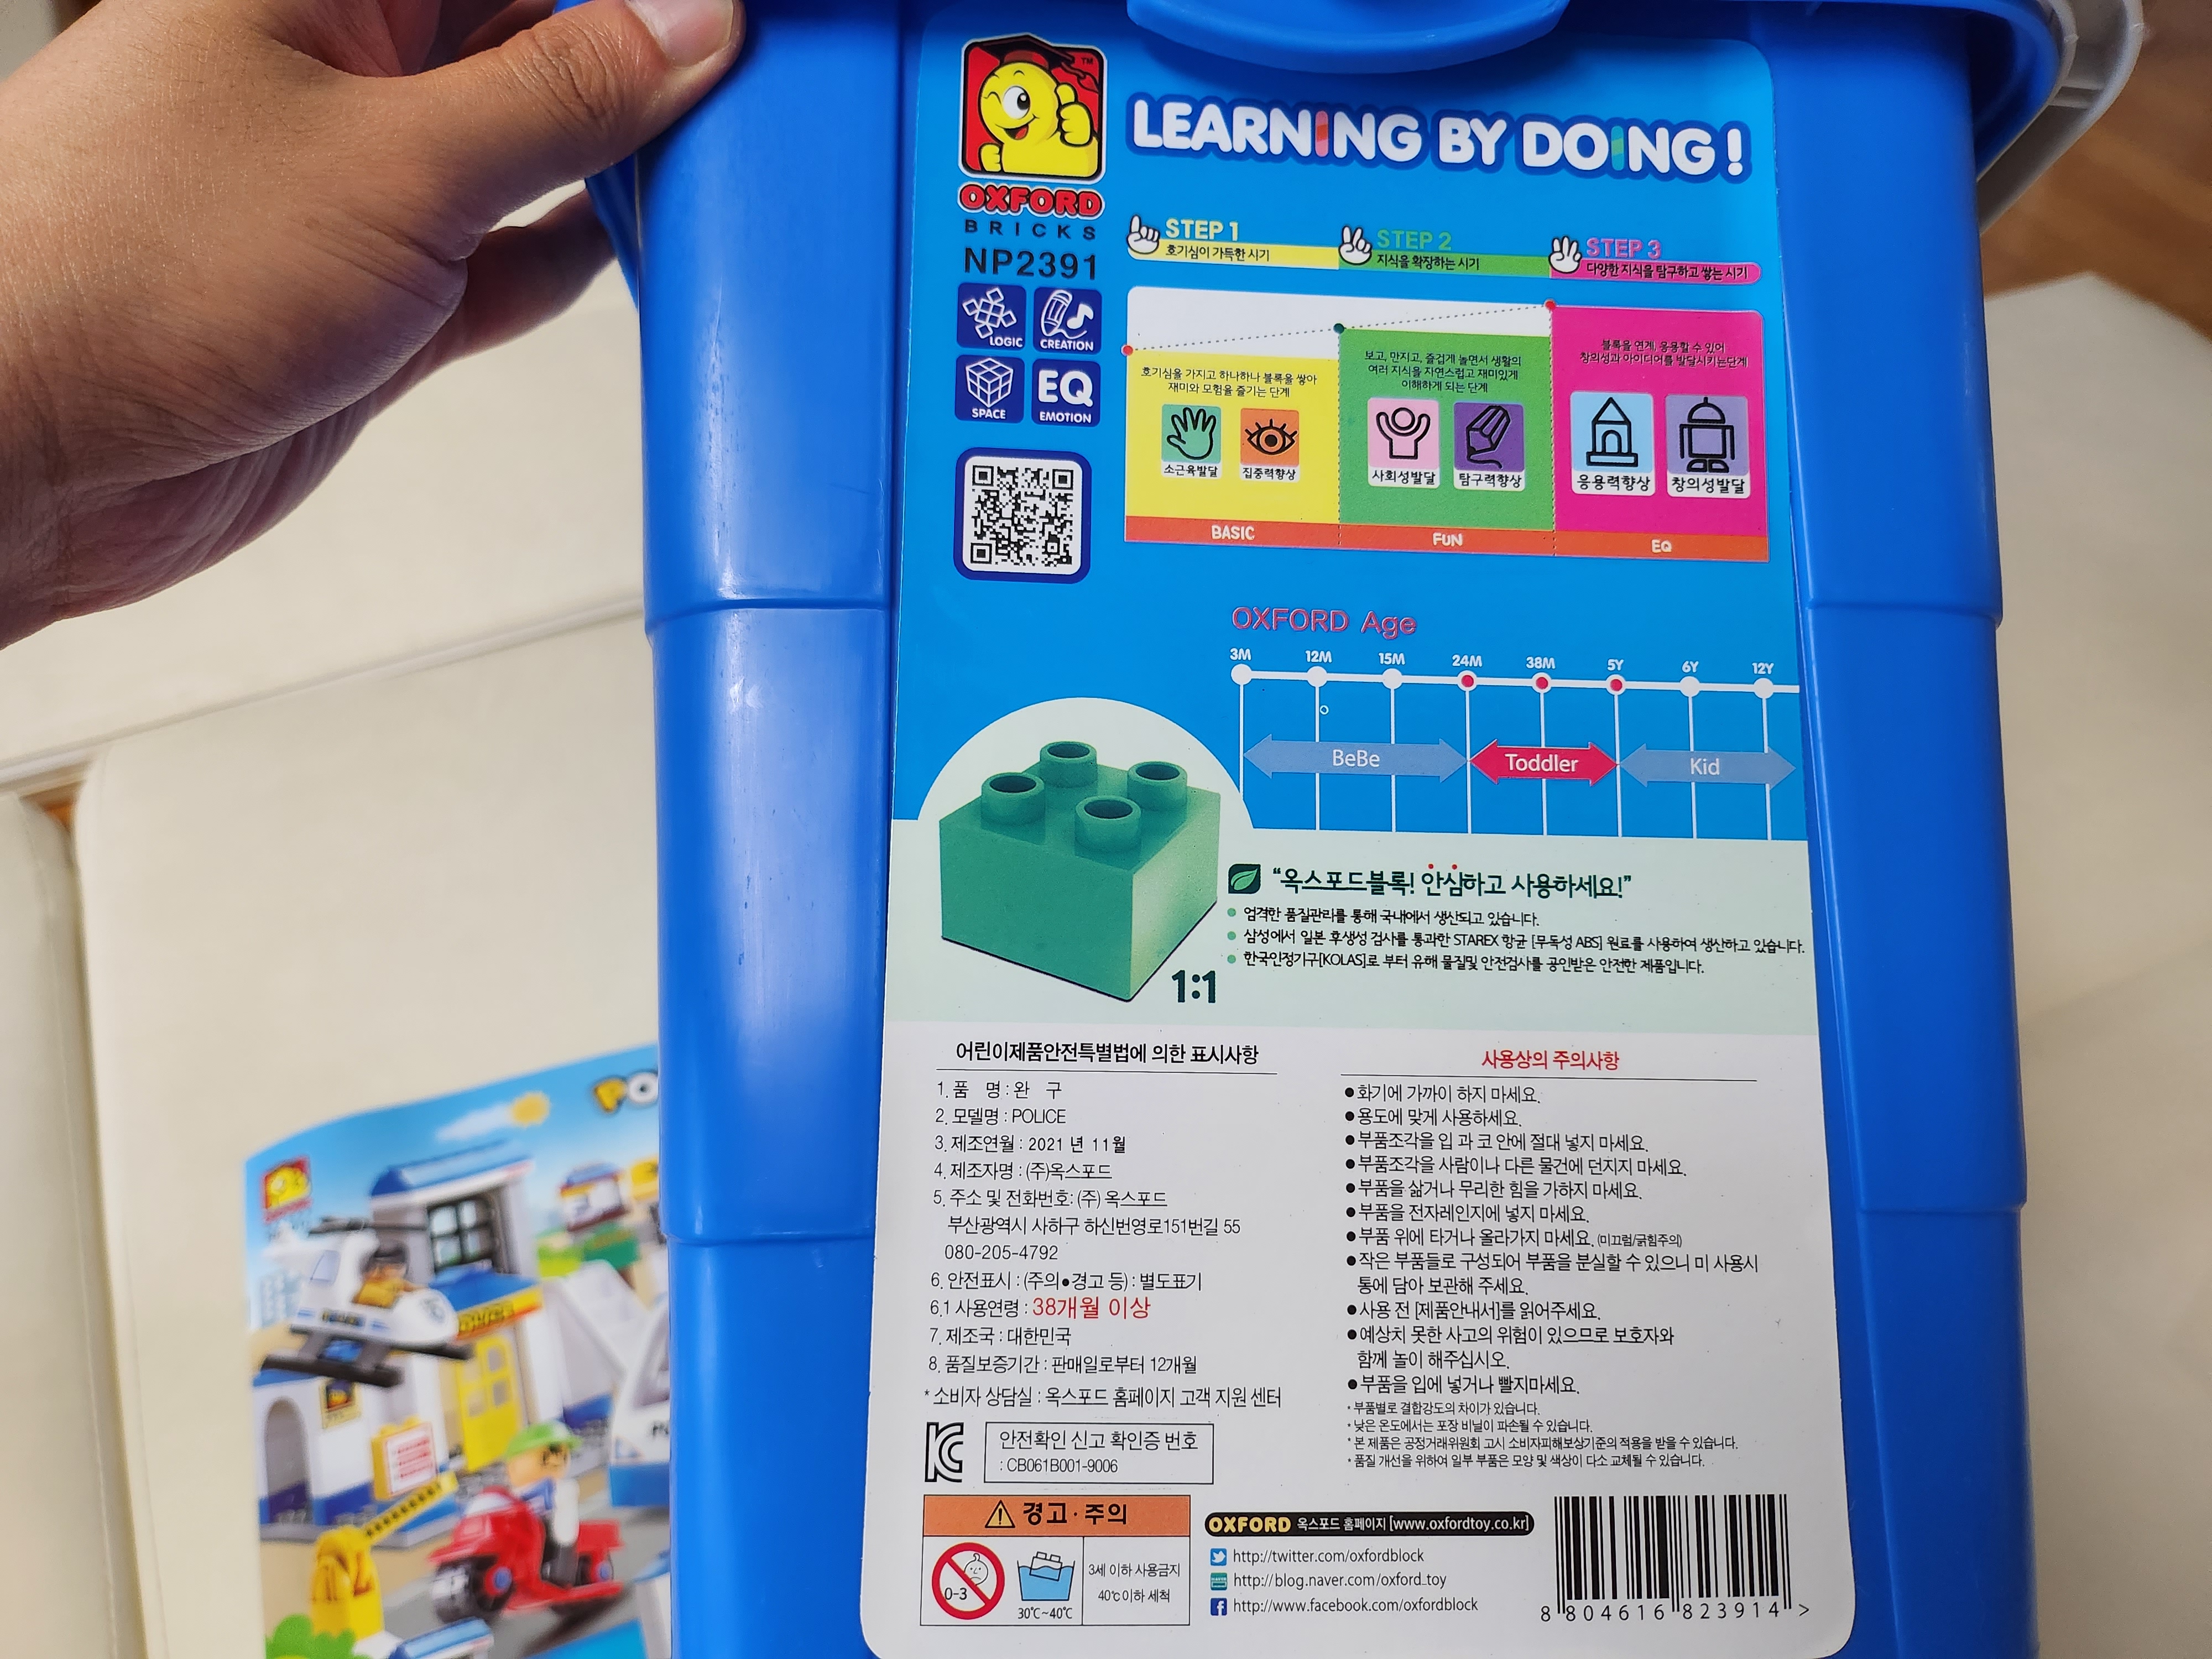 LEARNING BY DOING!
TM
OXFORD
BRICKS
NP2391
LOGIC
CREATION
SPACE
EQ
EMOTION
STEP 1
호기심이 가득한 시기
STEP 2
지식을 확장하는 시기
STEP 3
다양한 지식을 탐구하고 쌓는 시기
호기심을 가지고 하나하나 블록을 쌓아
재미와 모험을 즐기는 단계
소근육발달
집중력향상
BASIC
보고, 만지고, 즐겁게 놀면서 생활의
여러 지식을 자연스럽고 재미있게
이해하게 되는 단계
사회성발달
탐구력향상
FUN
블록을 연계, 응용할 수 있어
창의성과 아이디어를 발달시키는단계
응용력향상
창의성발달
EQ
OXFORD Age
3M 12M 15M 24M 38M 5Y 6Y 12Y
BeBe Toddler Kid
1:1
"옥스포드블록! 안심하고 사용하세요!"
엄격한 품질관리를 통해 국내에서 생산되고 있습니다.
삼성에서 일본 후생성 검사를 통과한 STAREX 항균 [무독성 ABS] 원료를 사용하여 생산하고 있습니다.
한국인정기구[KOLAS]로 부터 유해 물질및 안전검사를 공인받은 안전한 제품입니다.
어린이제품안전특별법에 의한 표시사항
1. 품 명 : 완 구
2. 모델명 : POLICE
3. 제조연월 : 2021 년 11월
4. 제조자명 : (주)옥스포드
5. 주소 및 전화번호: (주) 옥스포드
부산광역시 사하구 하신번영로151번길 55
080-205-4792
6. 안전표시 : (주의●경고 등) : 별도표기
6.1 사용연령 : 38개월 이상
7. 제조국 : 대한민국
8. 품질보증기간 : 판매일로부터 12개월
* 소비자 상담실 : 옥스포드 홈페이지 고객 지원 센터
안전확인 신고 확인증 번호
: CB061B001-9006
경고 · 주의
0-3
30℃~40℃
3세 이하 사용금지
40℃이하 세척
사용상의 주의사항
●화기에 가까이 하지 마세요.
●용도에 맞게 사용하세요.
●부품조각을 입 과 코 안에 절대 넣지 마세요.
●부품조각을 사람이나 다른 물건에 던지지 마세요.
●부품을 삶거나 무리한 힘을 가하지 마세요.
●부품을 전자레인지에 넣지 마세요.
●부품 위에 타거나 올라가지 마세요. (미끄럼/긁힘주의)
●작은 부품들로 구성되어 부품을 분실할 수 있으니 미 사용시
통에 담아 보관해 주세요.
●사용 전 [제품안내서]를 읽어주세요.
●예상치 못한 사고의 위험이 있으므로 보호자와
함께 놀이 해주십시오.
●부품을 입에 넣거나 빨지마세요.
* 부품별로 결합강도의 차이가 있습니다.
* 낮은 온도에서는 포장 비닐이 파손될 수 있습니다.
* 본 제품은 공정거래위원회 고시 소비자피해보상기준의 적용을 받을 수 있습니다.
* 품질 개선을 위하여 일부 부품은 모양 및 색상이 다소 교체될 수 있습니다.
OXFORD 옥스포드 홈페이지 [www.oxfordtoy.co.kr]
http://twitter.com/oxfordblock
http://blog.naver.com/oxford_toy
http://www.facebook.com/oxfordblock
8 804616 823914 >
PO